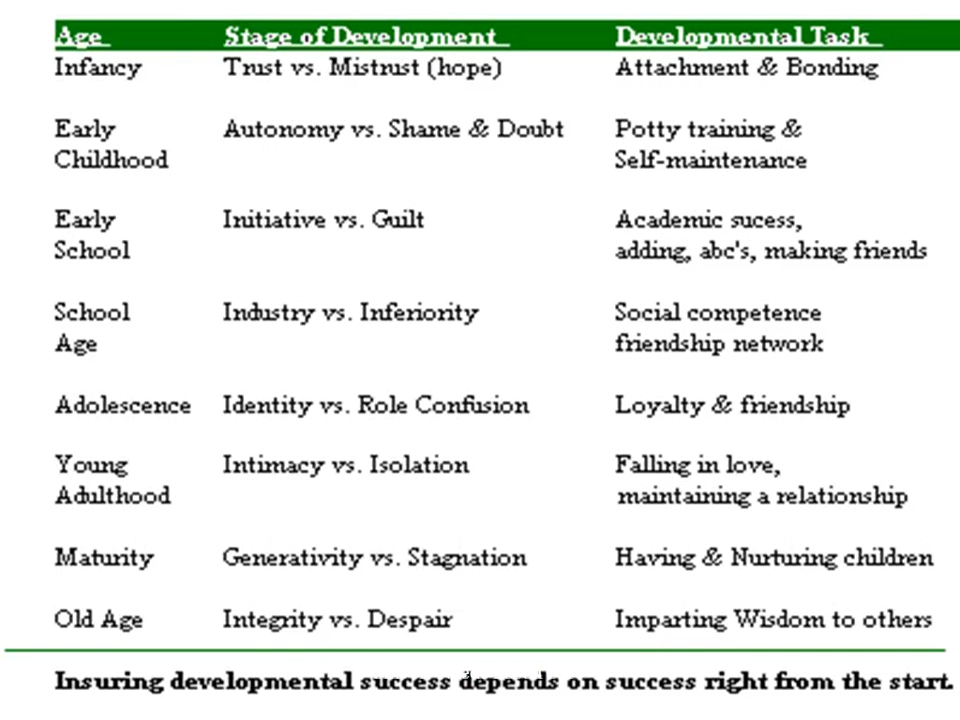 Age Stage of Development Developmental Task
Infancy Trust vs. Mistrust (hope) Attachment & Bonding
Early Autonomy vs. Shame & Doubt Potty training &
Childhood Self-maintenance
Early Initiative vs. Guilt Academic sucess,
School adding, abc's, making friends
School Industry vs. Inferiority Social competence
Age friendship network
Adolescence Identity vs. Role Confusion Loyalty & friendship
Young Intimacy vs. Isolation Falling in love,
Adulthood maintaining a relationship
Maturity Generativity vs. Stagnation Having & Nurturing children
Old Age Integrity vs. Despair Imparting Wisdom to others
Insuring developmental success depends on success right from the start.